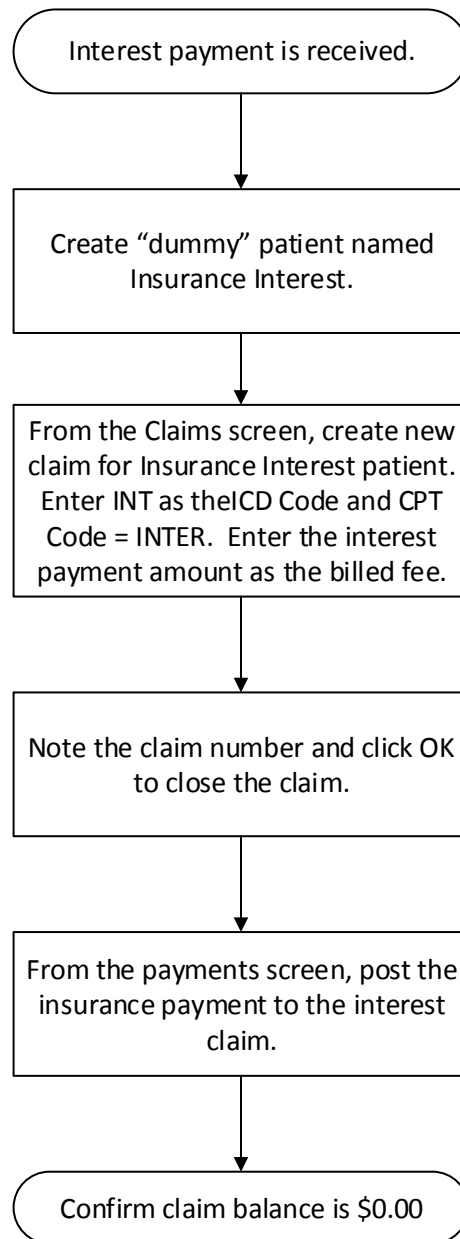 Interest payment is received.
Create “dummy” patient named
Insurance Interest.
From the Claims screen, create new
claim for Insurance Interest patient.
Enter INT as theICD Code and CPT
Code = INTER.  Enter the interest
payment amount as the billed fee.
Note the claim number and click OK
to close the claim.
From the payments screen, post the
insurance payment to the interest
claim.
Confirm claim balance is $0.00